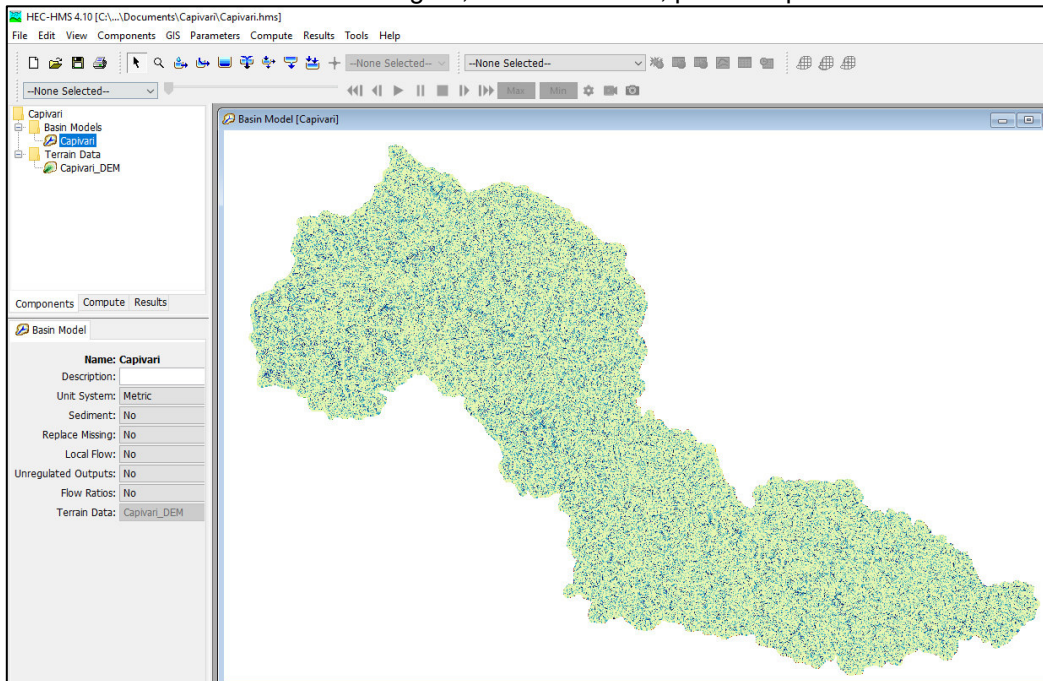 HEC-HMS 4.10 [C:\...\Documents\Capivari\Capivari.hms]
File Edit View Components GIS Parameters Compute Results Tools Help
--None Selected-- --None Selected--
--None Selected-- Max Min
Capivari
Basin Models
Capivari
Terrain Data
Capivari_DEM
Components Compute Results
Basin Model
Name: Capivari
Description:
Unit System: Metric
Sediment: No
Replace Missing: No
Local Flow: No
Unregulated Outputs: No
Flow Ratios: No
Terrain Data: Capivari_DEM
Basin Model [Capivari]